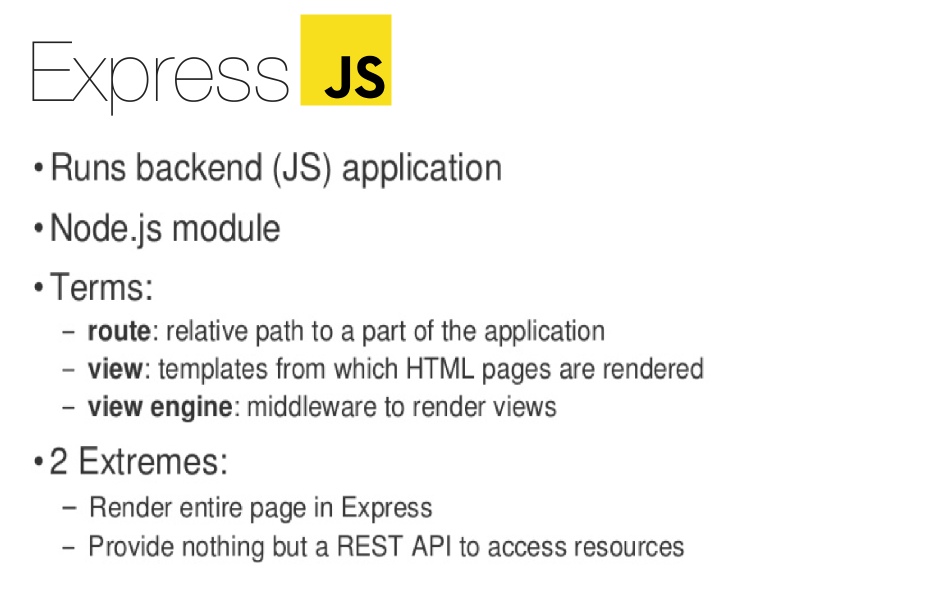 Express JS
• Runs backend (JS) application
• Node.js module
• Terms:
– route: relative path to a part of the application
– view: templates from which HTML pages are rendered
– view engine: middleware to render views
• 2 Extremes:
– Render entire page in Express
– Provide nothing but a REST API to access resources